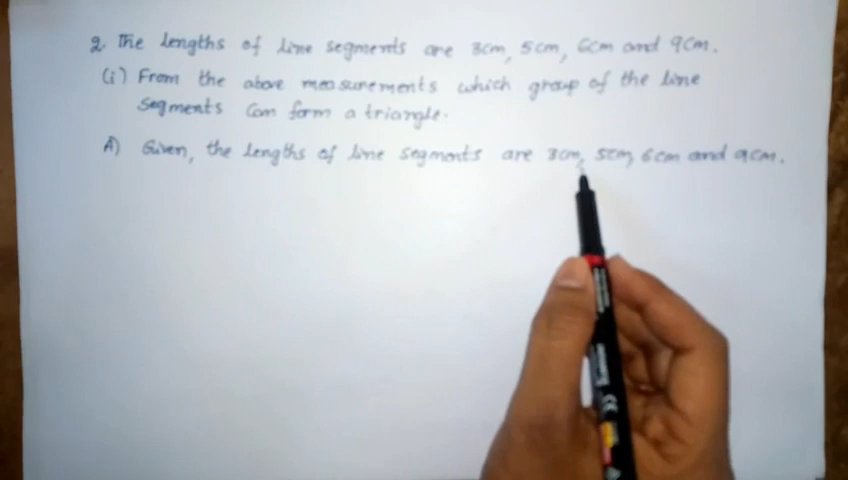 2. The lengths of line segments are 3cm, 5cm, 6cm and 9cm.
(i) From the above measurements which group of the line
segments can form a triangle.
A) Given, the lengths of line segments are 3cm, 5cm, 6cm and 9cm.